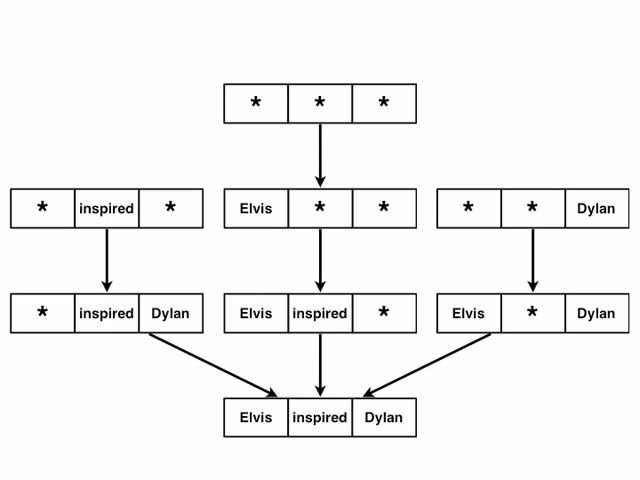 * * *
* inspired *
Elvis * *
* * Dylan
* inspired Dylan
Elvis inspired *
Elvis * Dylan
Elvis inspired Dylan